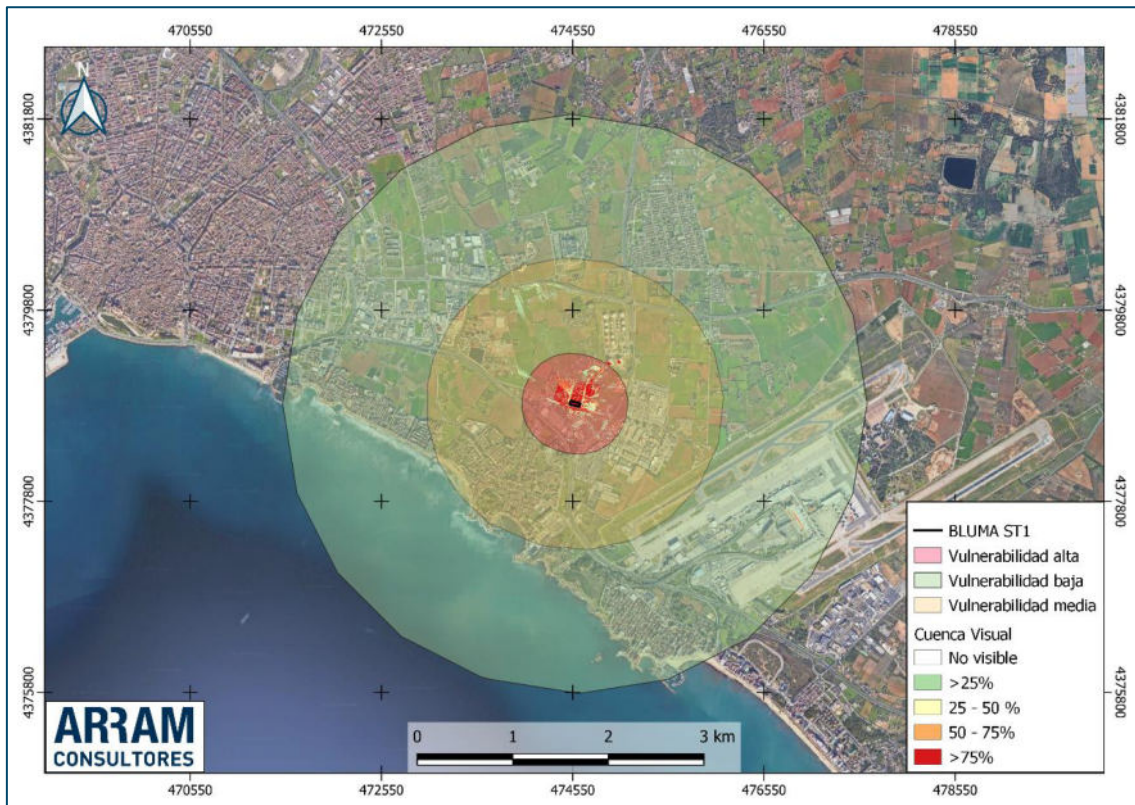 470550 472550 474550 476550 478550
N
4381800 4381800
4379800 4379800
4377800 4377800
4375800 4375800
BLUMA ST1
Vulnerabilidad alta
Vulnerabilidad baja
Vulnerabilidad media
Cuenca Visual
No visible
>25%
25 - 50 %
50 - 75%
>75%
ARRAM
CONSULTORES
0 1 2 3 km
470550 472550 474550 476550 478550